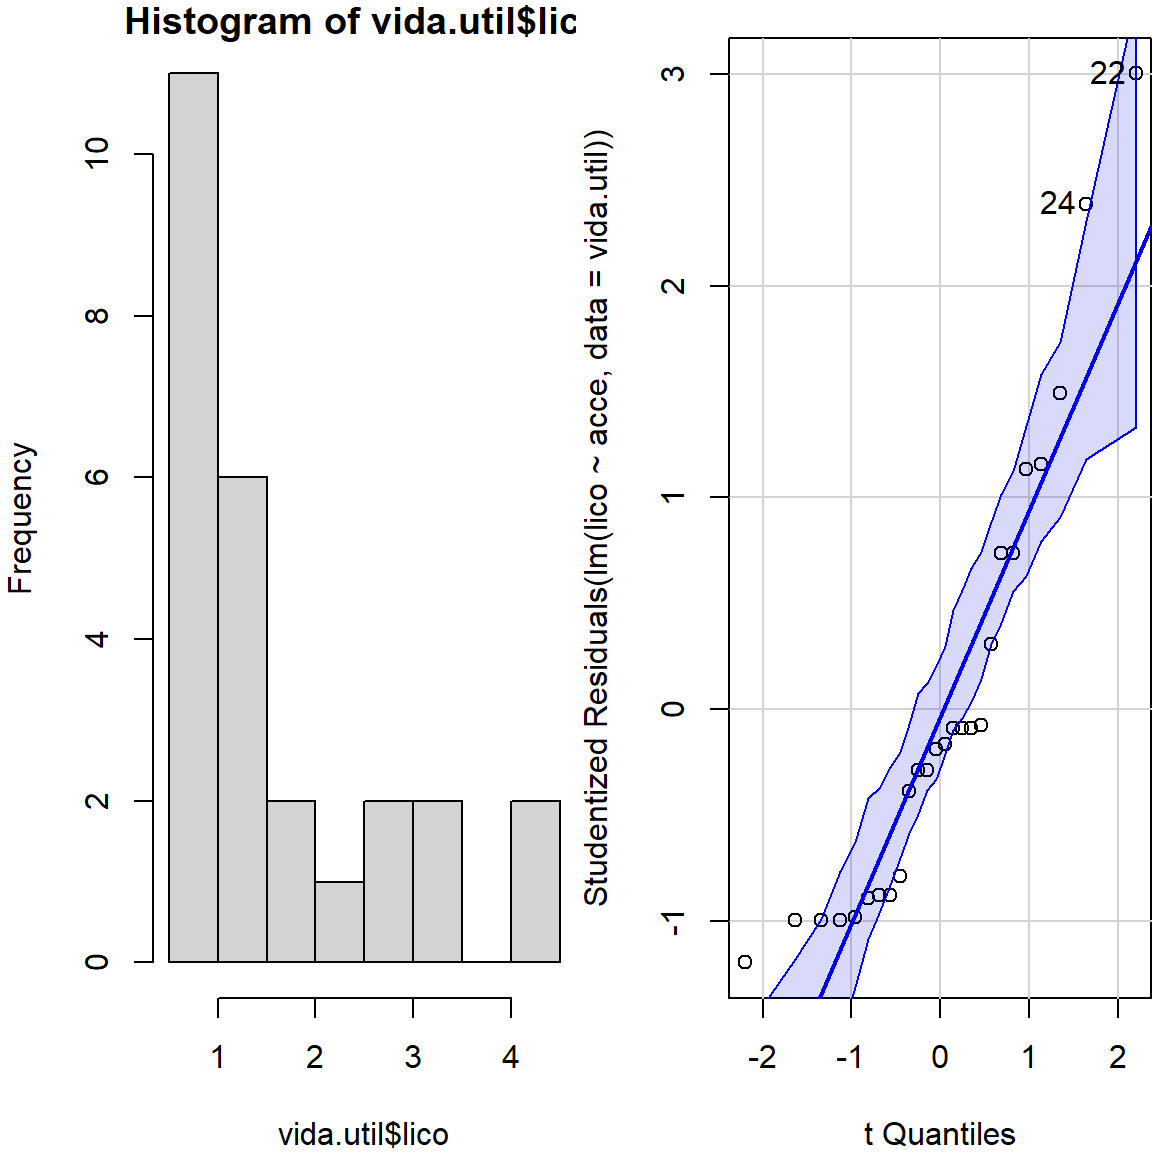 Histogram of vida.util$lic
Frequency
0
2
4
6
8
10
1 2 3 4
vida.util$lico
Studentized Residuals(lm(lico ~ acce, data = vida.util))
3
2
1
0
-1
22
24
-2 -1 0 1 2
t Quantiles